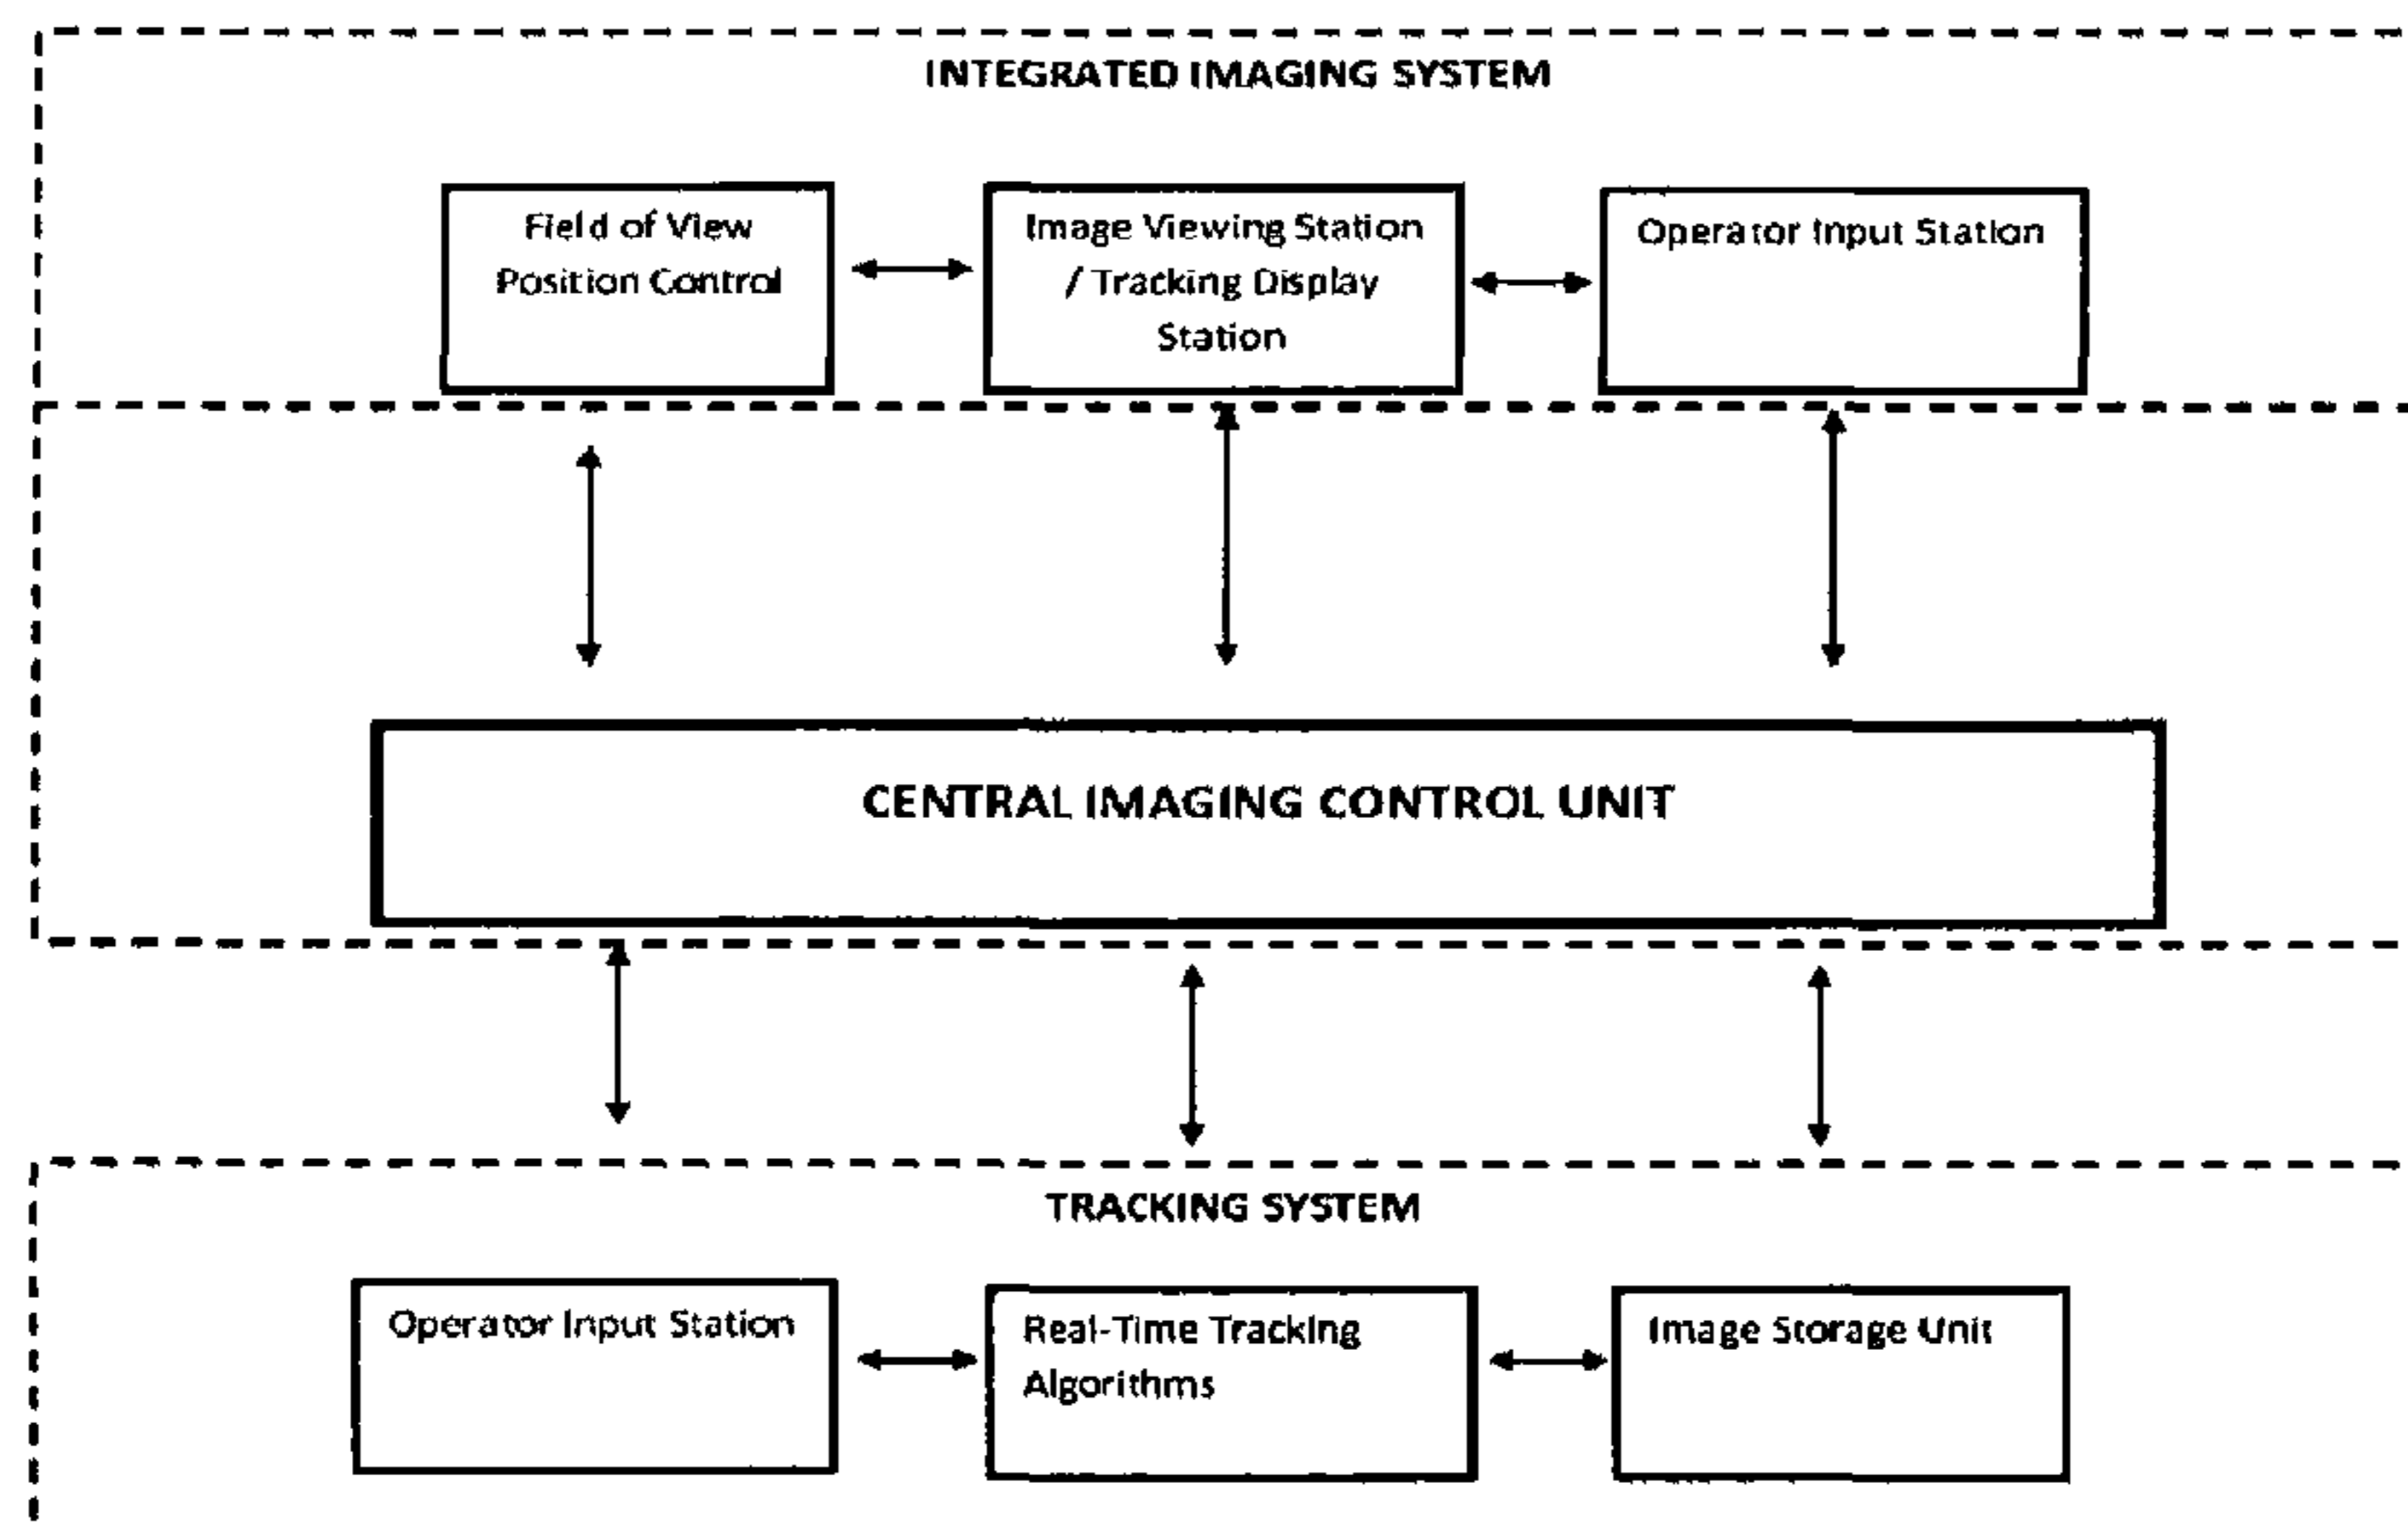 INTEGRATED IMAGING SYSTEM
Field of View
Position Control
Image Viewing Station
/ Tracking Display
Station
Operator Input Station
CENTRAL IMAGING CONTROL UNIT
TRACKING SYSTEM
Operator Input Station
Real-Time Tracking
Algorithms
Image Storage Unit